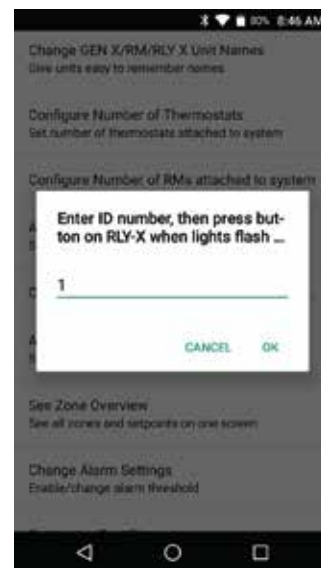 80% 8:46 AM
Change GEN X/RM/RLY X Unit Names
Give units easy to remember names
Configure Number of Thermostats
Set number of thermostats attached to system
Configure Number of RMs attached to system
Enter ID number, then press but-
ton on RLY-X when lights flash ...
1
CANCEL OK
See Zone Overview
See all zones and setpoints on one screen
Change Alarm Settings
Enable/change alarm threshold